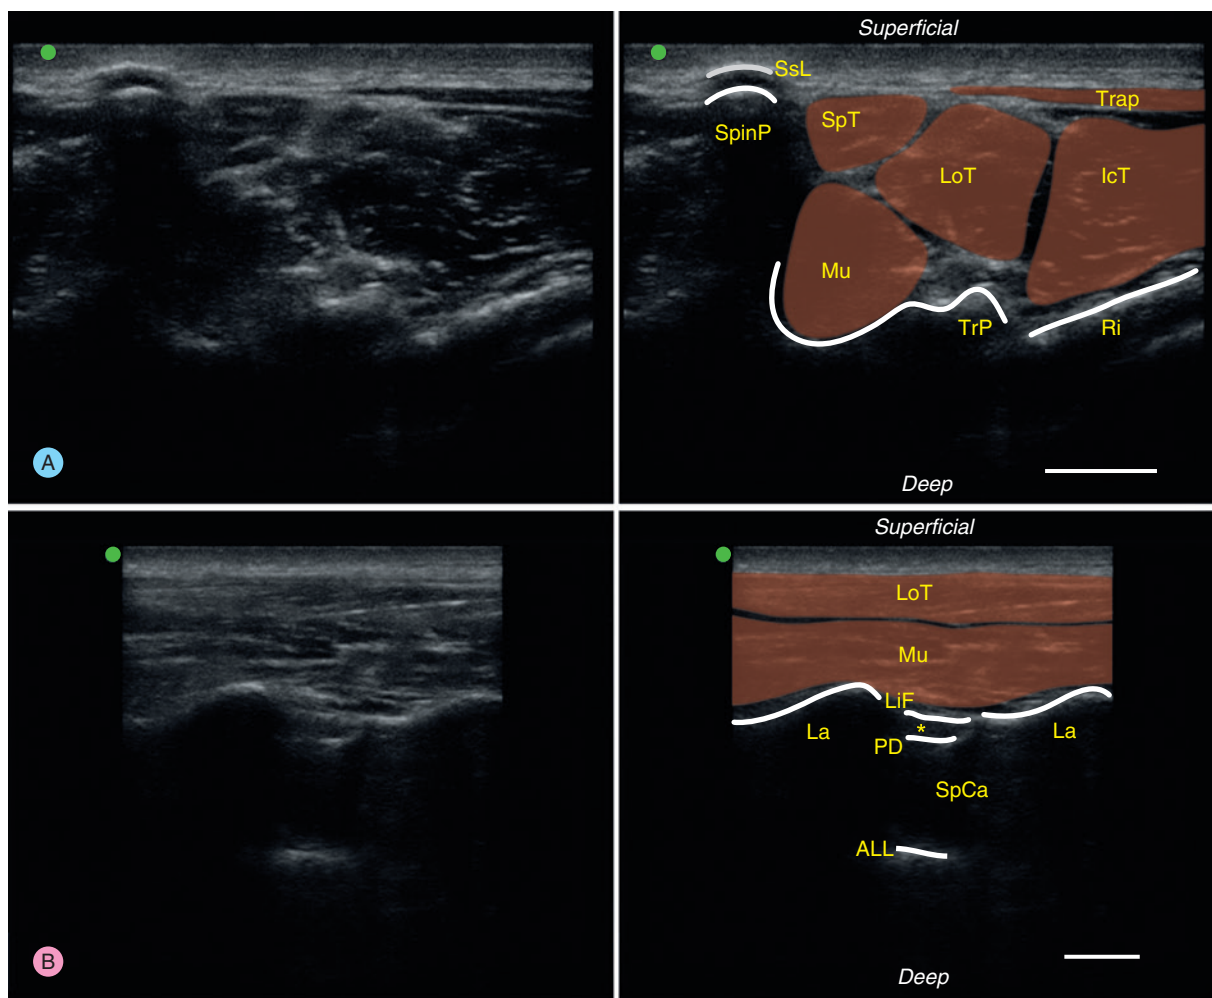 Superficial
SsL
Trap
SpT
SpinP
LoT
IcT
Mu
TrP
Ri
A
Deep
Superficial
LoT
Mu
LiF
La
*
La
PD
SpCa
ALL
B
Deep